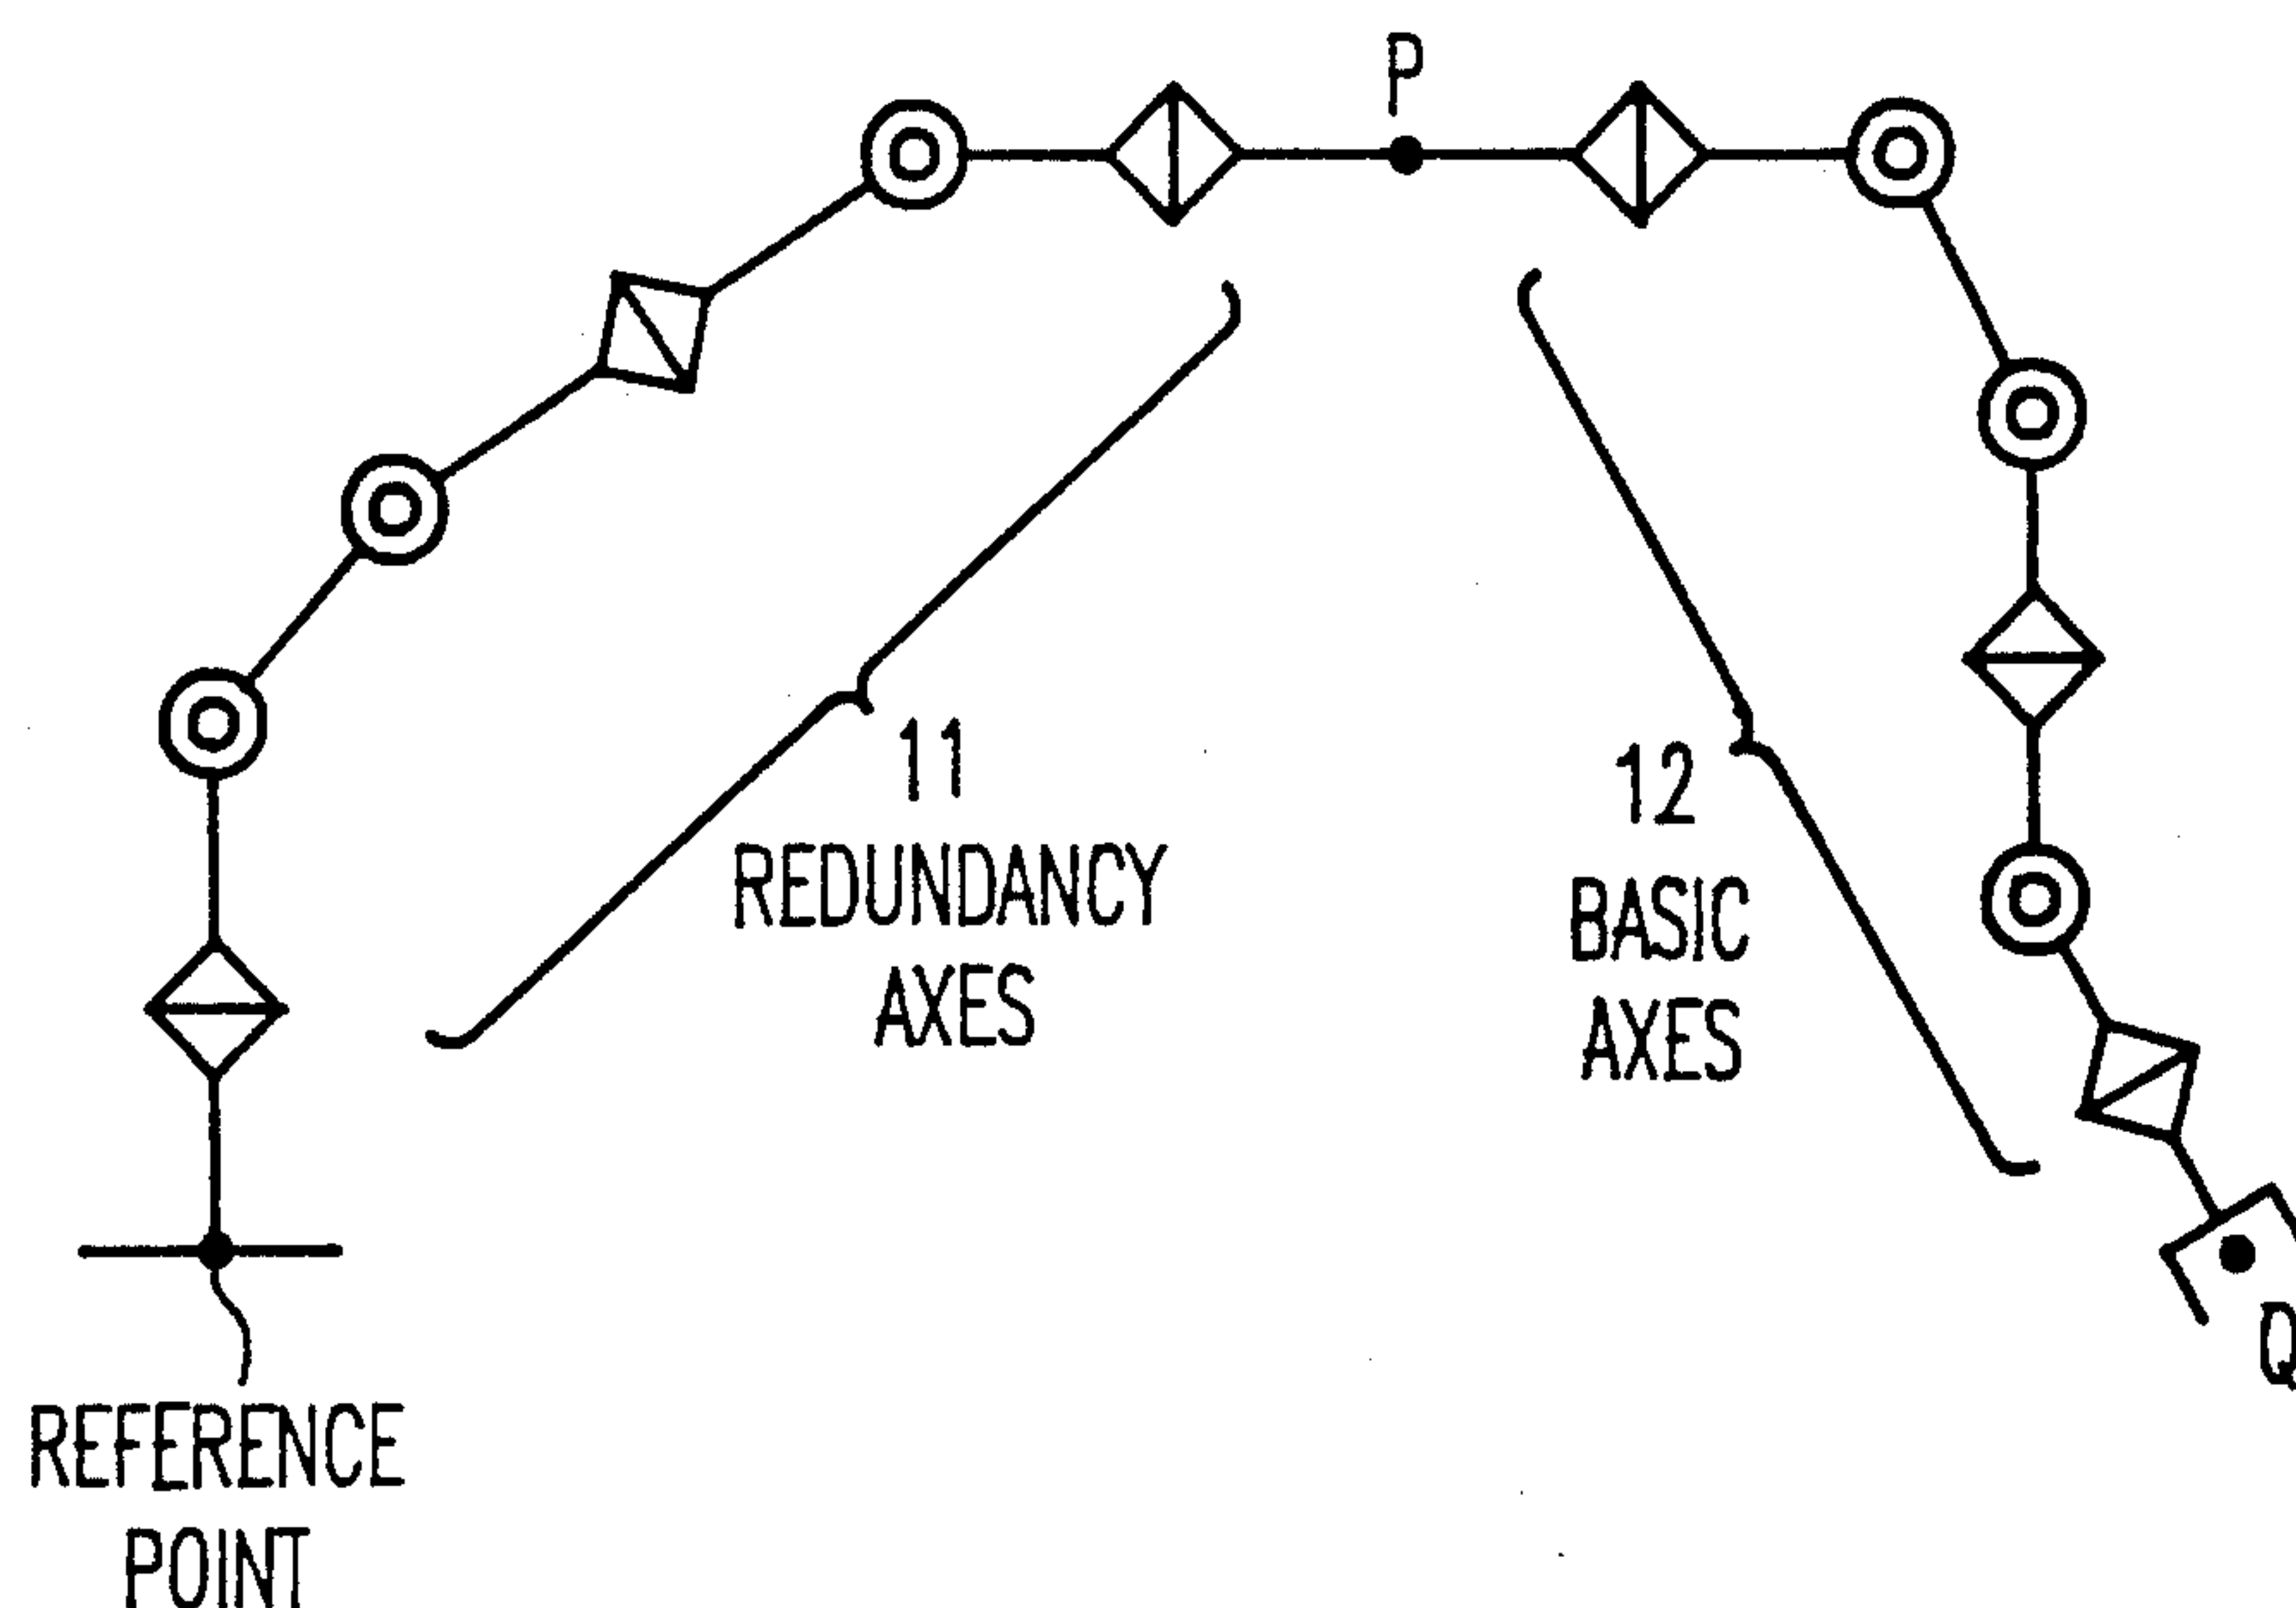 P
11
REDUNDANCY
AXES
12
BASIC
AXES
Q
REFERENCE
POINT